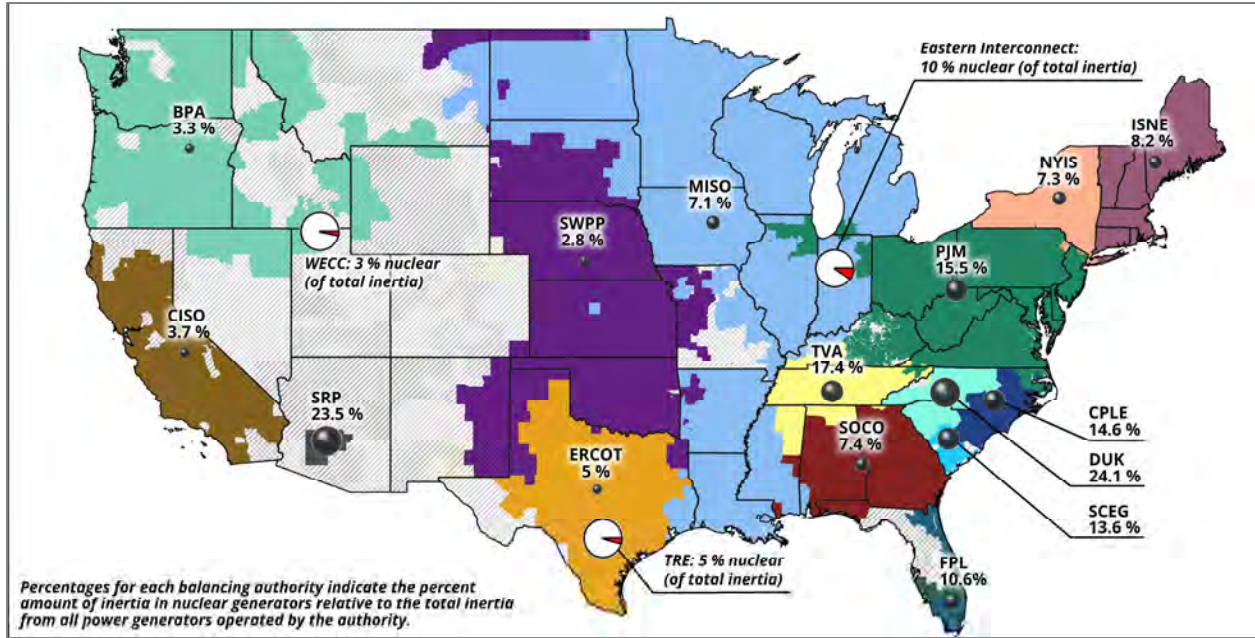 Eastern Interconnect:
10 % nuclear (of total inertia)
BPA
3.3 %
ISNE
8.2 %
NYIS
7.3 %
MISO
7.1 %
SWPP
2.8 %
PJM
15.5 %
WECC: 3 % nuclear
(of total inertia)
CISO
3.7 %
TVA
17.4 %
SRP
23.5 %
CPLE
14.6 %
SOCO
7.4 %
ERCOT
5 %
DUK
24.1 %
SCEG
13.6 %
TRE: 5 % nuclear
(of total inertia)
FPL
10.6%
Percentages for each balancing authority indicate the percent
amount of inertia in nuclear generators relative to the total inertia
from all power generators operated by the authority.